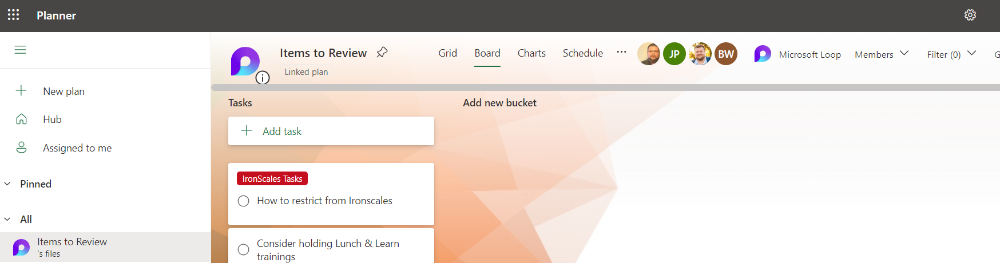 Planner
Items to Review
Linked plan
Grid
Board
Charts
Schedule
JP
BW
Microsoft Loop
Members
Filter (0)
G
New plan
Hub
Assigned to me
Pinned
All
Items to Review
's files
Tasks
Add new bucket
Add task
IronScales Tasks
How to restrict from Ironscales
Consider holding Lunch & Learn
trainings